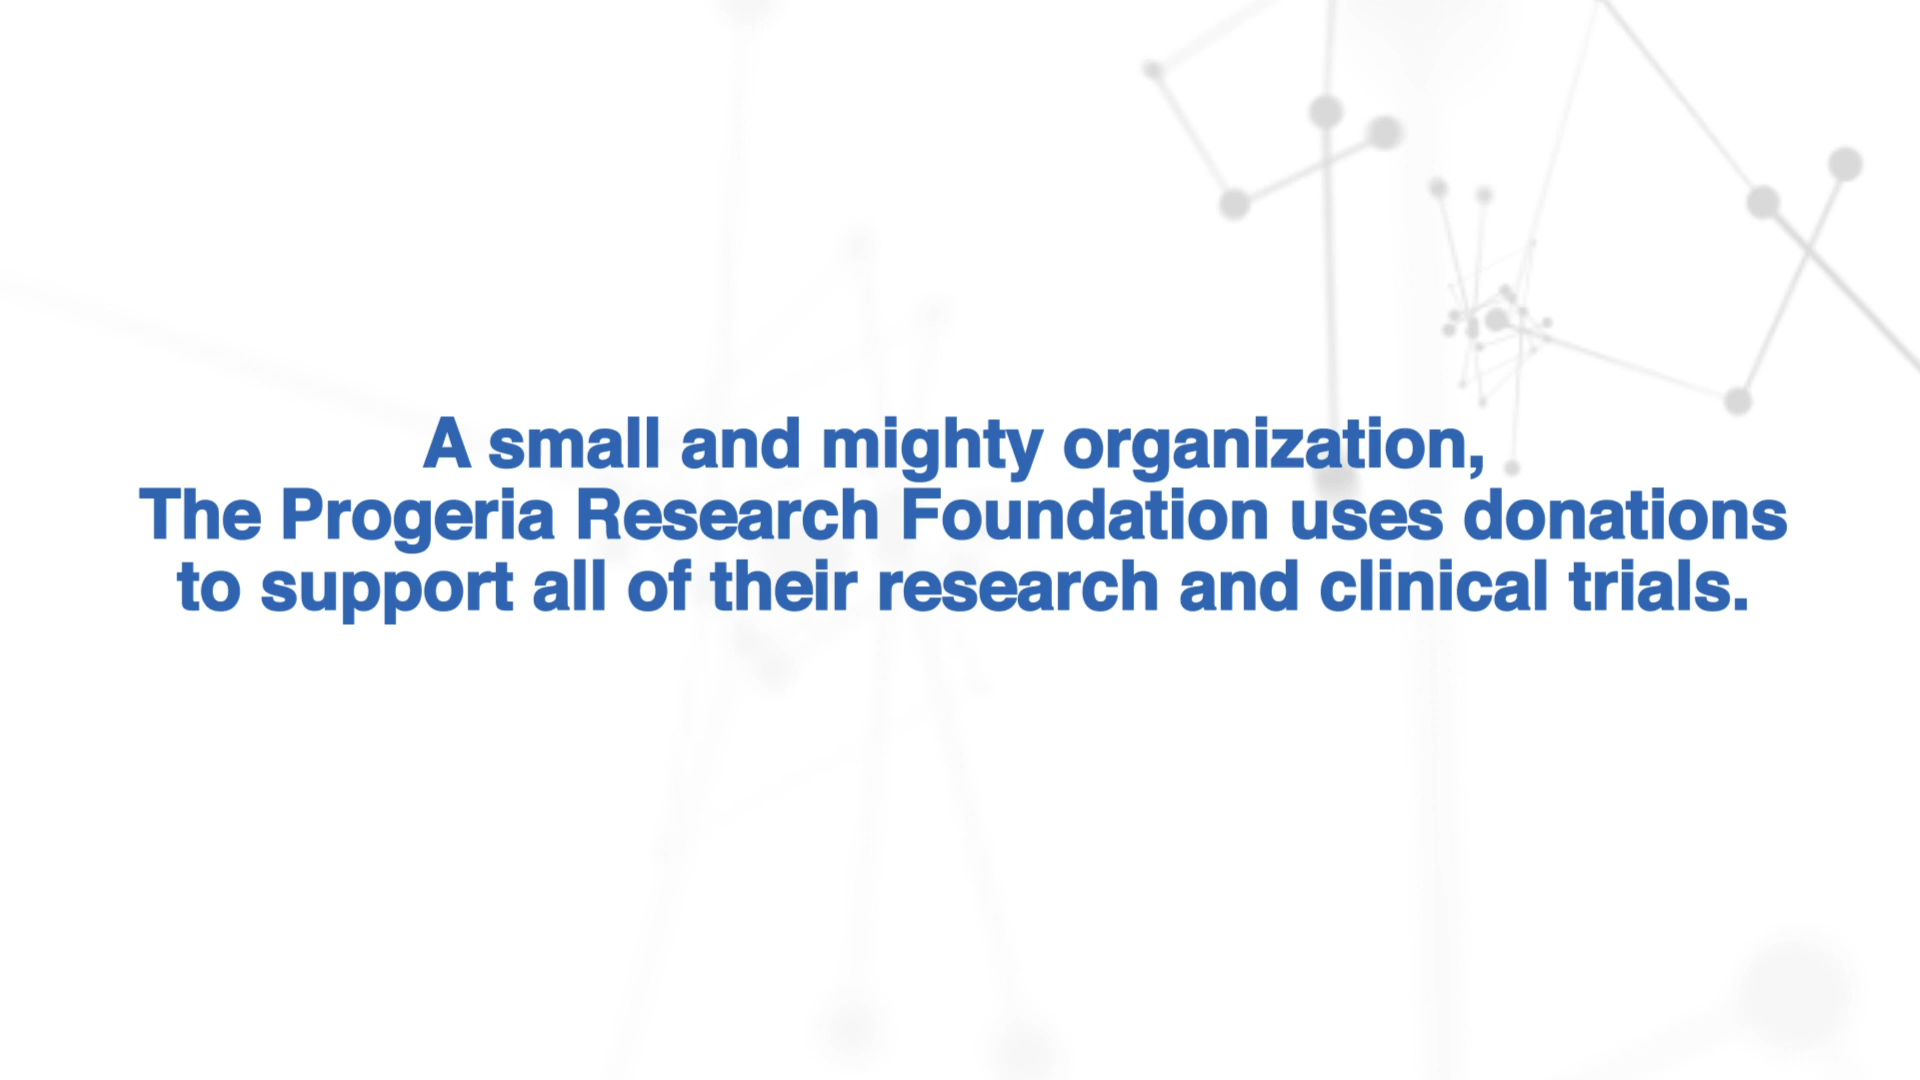 A small and mighty organization,
The Progeria Research Foundation uses donations
to support all of their research and clinical trials.